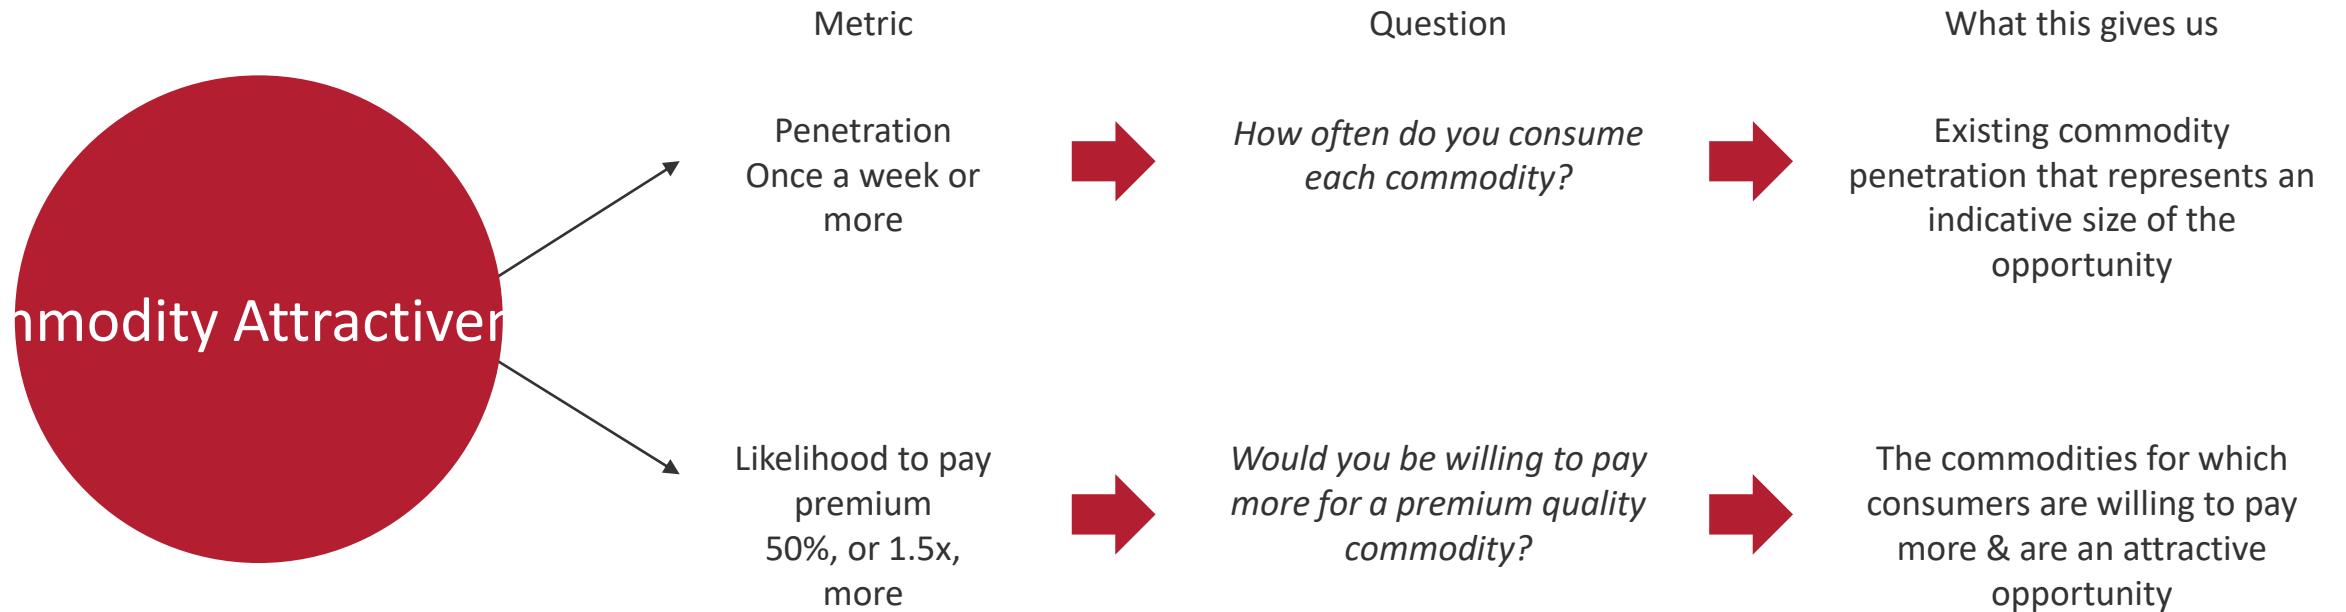 Metric
Question
What this gives us
Penetration
Once a week or
more
How often do you consume
each commodity?
Existing commodity
penetration that represents an
indicative size of the
opportunity
mmodity Attractiven
Likelihood to pay
premium
50%, or 1.5x,
more
Would you be willing to pay
more for a premium quality
commodity?
The commodities for which
consumers are willing to pay
more & are an attractive
opportunity